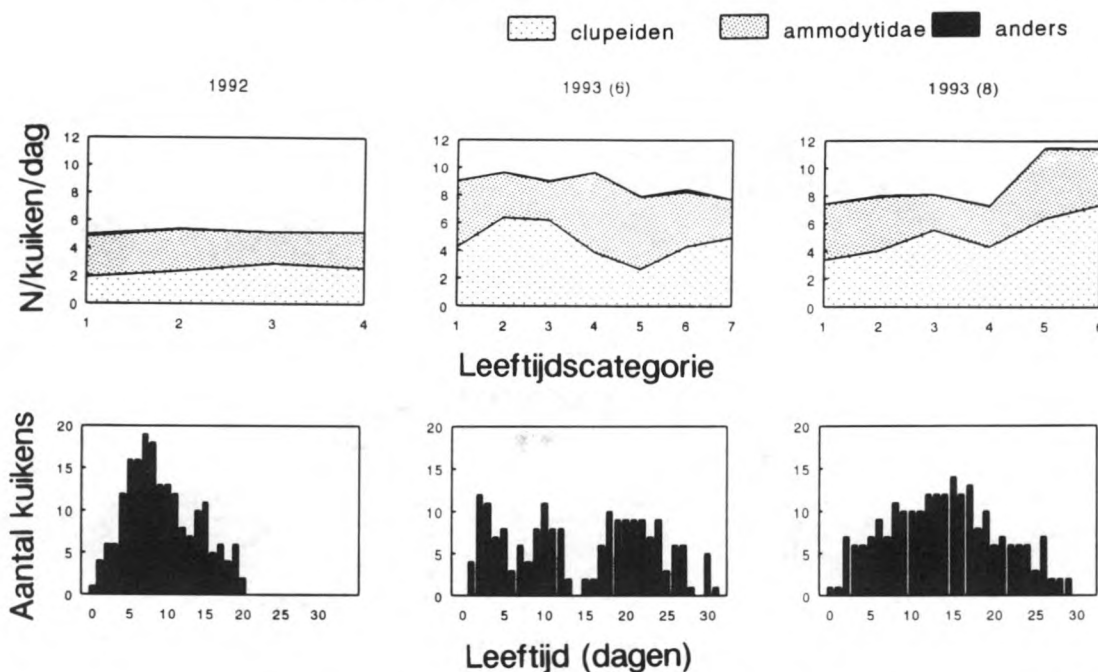 clupeiden ammodytidae anders
1992 1993 (6) 1993 (8)
N/kuiken/dag
12 10 8 6 4 2 0
1 2 3 4
12 10 8 6 4 2 0
1 2 3 4 5 6 7
12 10 8 6 4 2 0
1 2 3 4 5 6
Leeftijdscategorie
Aantal kuikens
20 15 10 5 0
0 5 10 15 20 25 30
20 15 10 5 0
0 5 10 15 20 25 30
20 15 10 5 0
0 5 10 15 20 25 30
Leeftijd (dagen)